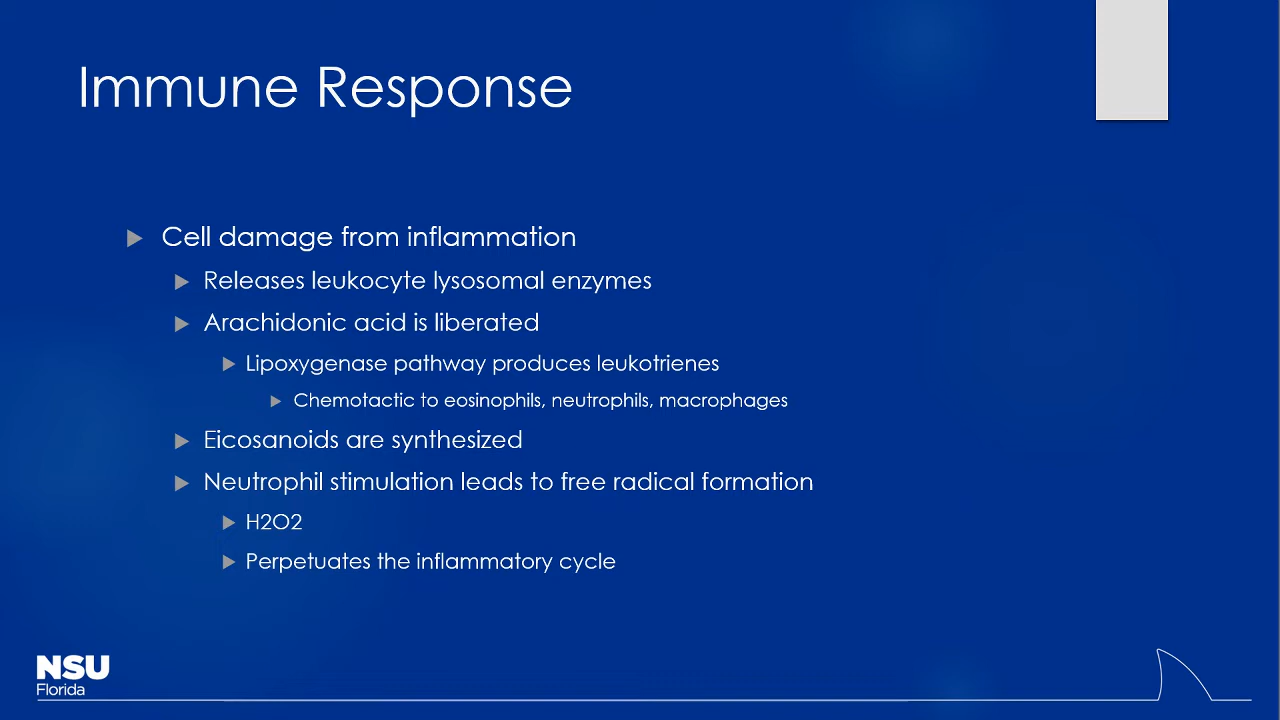 Immune Response
Cell damage from inflammation
Releases leukocyte lysosomal enzymes
Arachidonic acid is liberated
Lipoxygenase pathway produces leukotrienes
Chemotactic to eosinophils, neutrophils, macrophages
Eicosanoids are synthesized
Neutrophil stimulation leads to free radical formation
H2O2
Perpetuates the inflammatory cycle
NSU
Florida